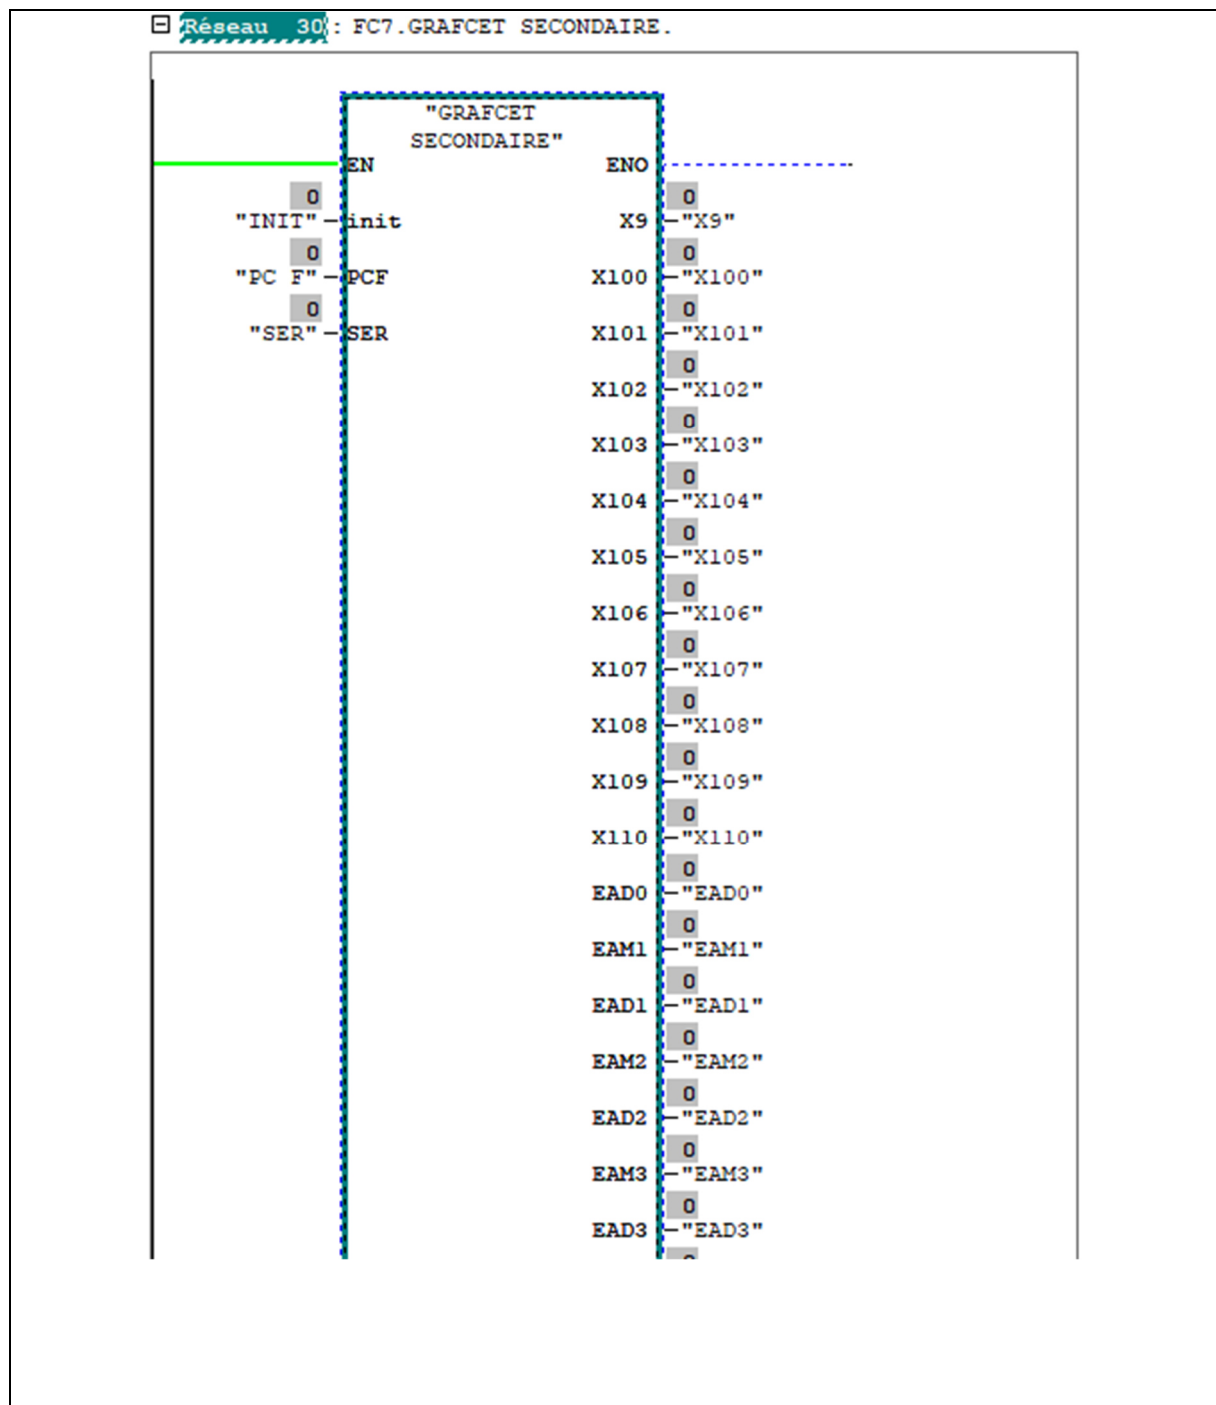 Réseau 30 : FC7.GRAFCET SECONDAIRE.
"GRAFCET
SECONDAIRE"
EN ENO
0 0
"INIT" init X9 "X9"
0 0
"PC F" PCF X100 "X100"
0 0
"SER" SER X101 "X101"
0
X102 "X102"
0
X103 "X103"
0
X104 "X104"
0
X105 "X105"
0
X106 "X106"
0
X107 "X107"
0
X108 "X108"
0
X109 "X109"
0
X110 "X110"
0
EAD0 "EAD0"
0
EAM1 "EAM1"
0
EAD1 "EAD1"
0
EAM2 "EAM2"
0
EAD2 "EAD2"
0
EAM3 "EAM3"
0
EAD3 "EAD3"